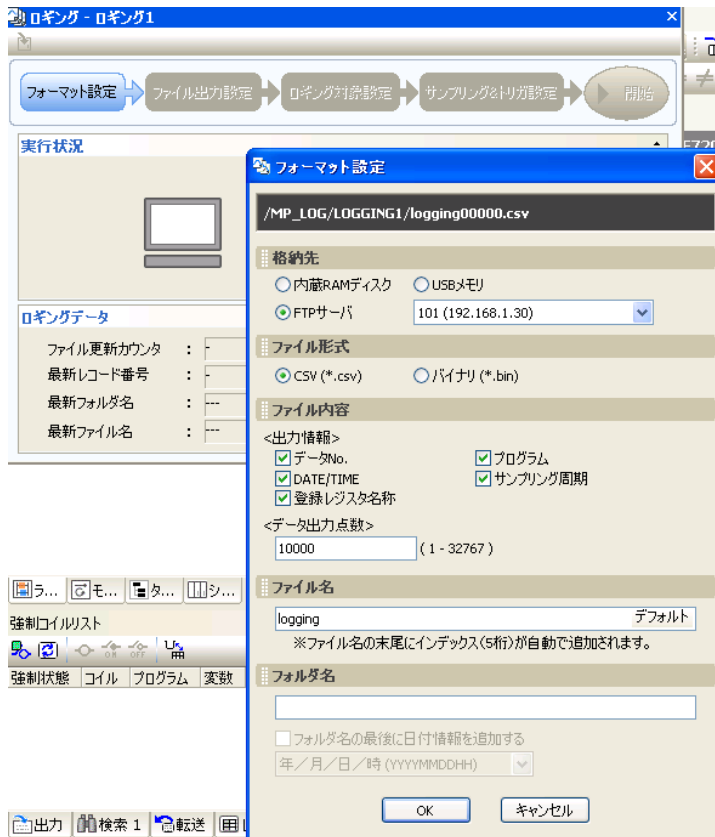 ロギング - ロギング1
フォーマット設定
ファイル出力設定
ロギング対象設定
サンプリング&トリガ設定
開始
実行状況
ロギングデータ
ファイル更新カウンタ : -
最新レコード番号 : -
最新フォルダ名 : ---
最新ファイル名 : ---
フォーマット設定
/MP_LOG/LOGGING1/logging00000.csv
格納先
内蔵RAMディスク USBメモリ
FTPサーバ 101 (192.168.1.30)
ファイル形式
CSV (*.csv) バイナリ (*.bin)
ファイル内容
<出力情報>
データNo. プログラム
DATE/TIME サンプリング周期
登録レジスタ名称
<データ出力点数>
10000 ( 1 - 32767 )
ファイル名
logging デフォルト
※ファイル名の末尾にインデックス(5桁)が自動で追加されます。
フォルダ名
フォルダ名の最後に日付情報を追加する
年/月/日/時 (YYYYMMDDHH)
OK キャンセル
ラ... モ... タ... シ...
強制コイルリスト
ON OFF
強制状態 コイル プログラム 変数
出力 検索 1 転送